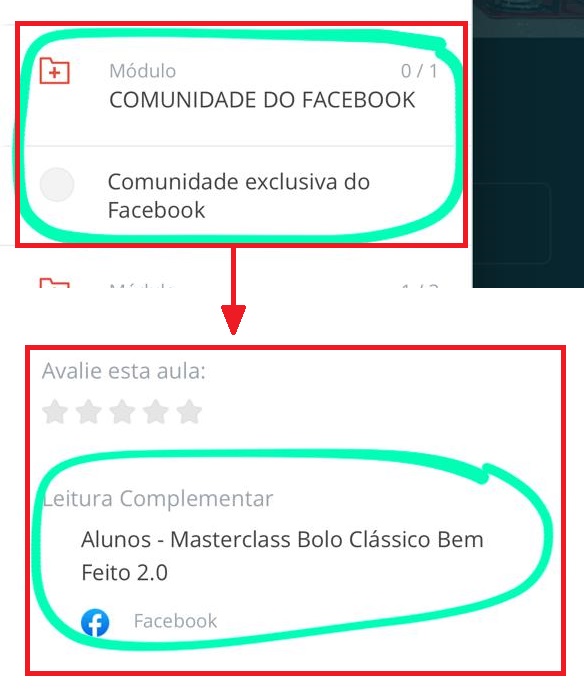 Módulo 0 / 1
COMUNIDADE DO FACEBOOK
Comunidade exclusiva do
Facebook
Avalie esta aula:
Leitura Complementar
Alunos - Masterclass Bolo Clássico Bem
Feito 2.0
Facebook